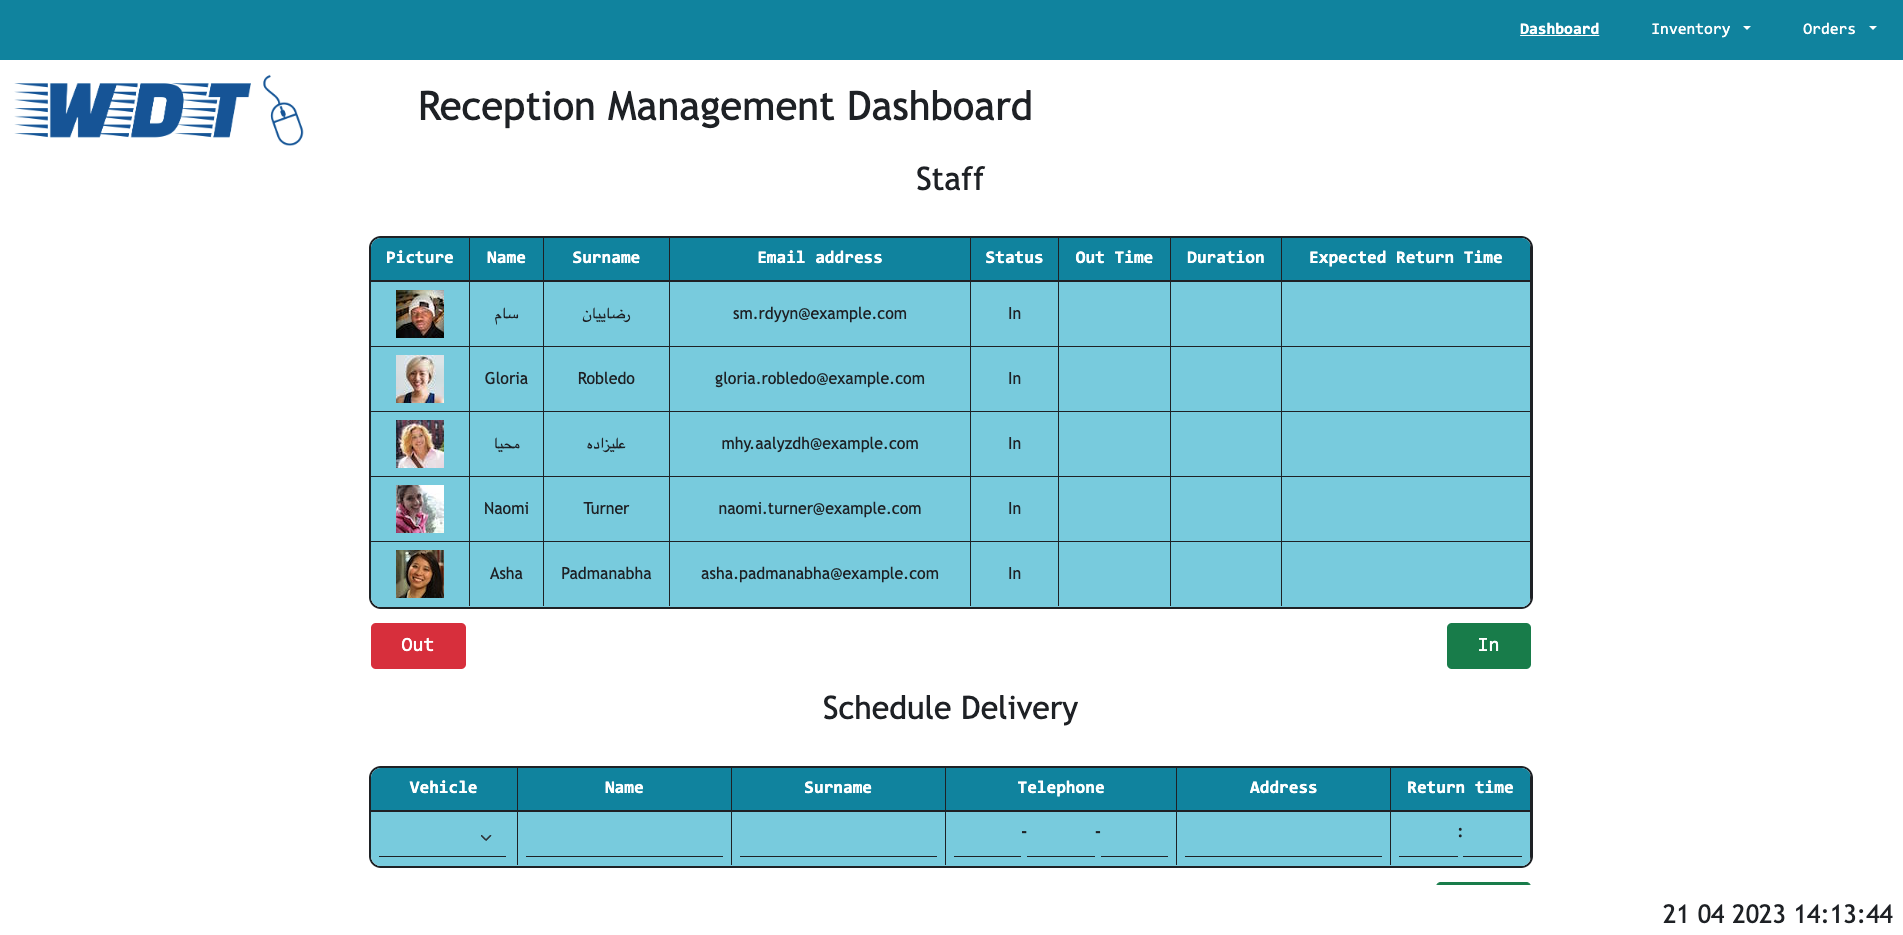 Dashboard Inventory Orders
WDT
Reception Management Dashboard
Staff
Picture Name Surname Email address Status Out Time Duration Expected Return Time
سام رضاییان sm.rdyyn@example.com In
Gloria Robledo gloria.robledo@example.com In
محیا علیزاده mhy.aalyzdh@example.com In
Naomi Turner naomi.turner@example.com In
Asha Padmanabha asha.padmanabha@example.com In
Out In
Schedule Delivery
Vehicle Name Surname Telephone Address Return time
- - :
21 04 2023 14:13:44